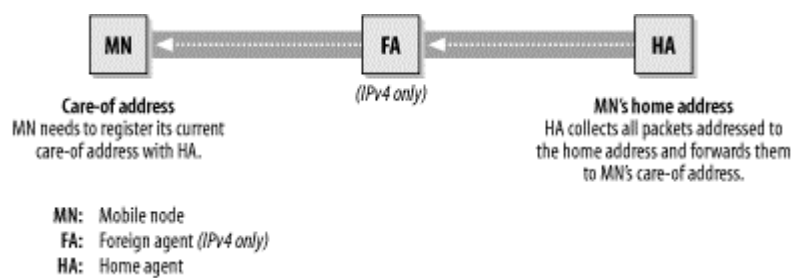 MN
FA
HA
(IPv4 only)
Care-of address
MN needs to register its current
care-of address with HA.
MN's home address
HA collects all packets addressed to
the home address and forwards them
to MN's care-of address.
MN: Mobile node
FA: Foreign agent (IPv4 only)
HA: Home agent